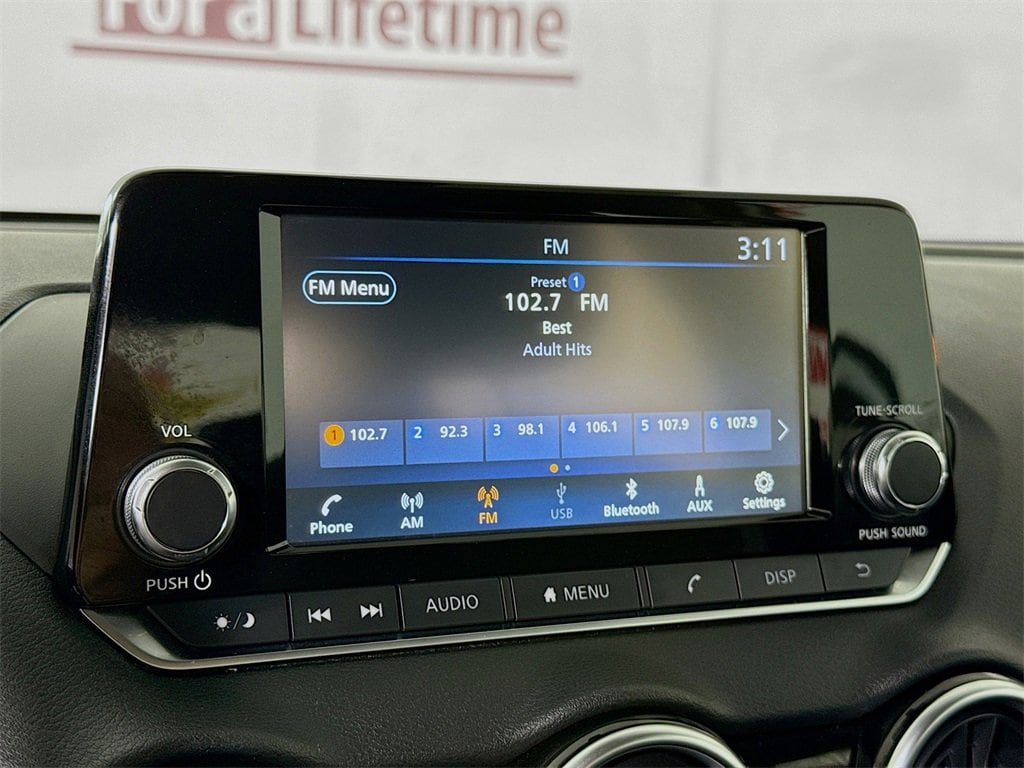 For a Lifetime
FM
3:11
FM Menu
Preset 1
102.7 FM
Best
Adult Hits
1 102.7 2 92.3 3 98.1 4 106.1 5 107.9 6 107.9
Phone AM FM USB Bluetooth AUX Settings
VOL
PUSH
TUNE·SCROLL
PUSH SOUND
AUDIO MENU DISP